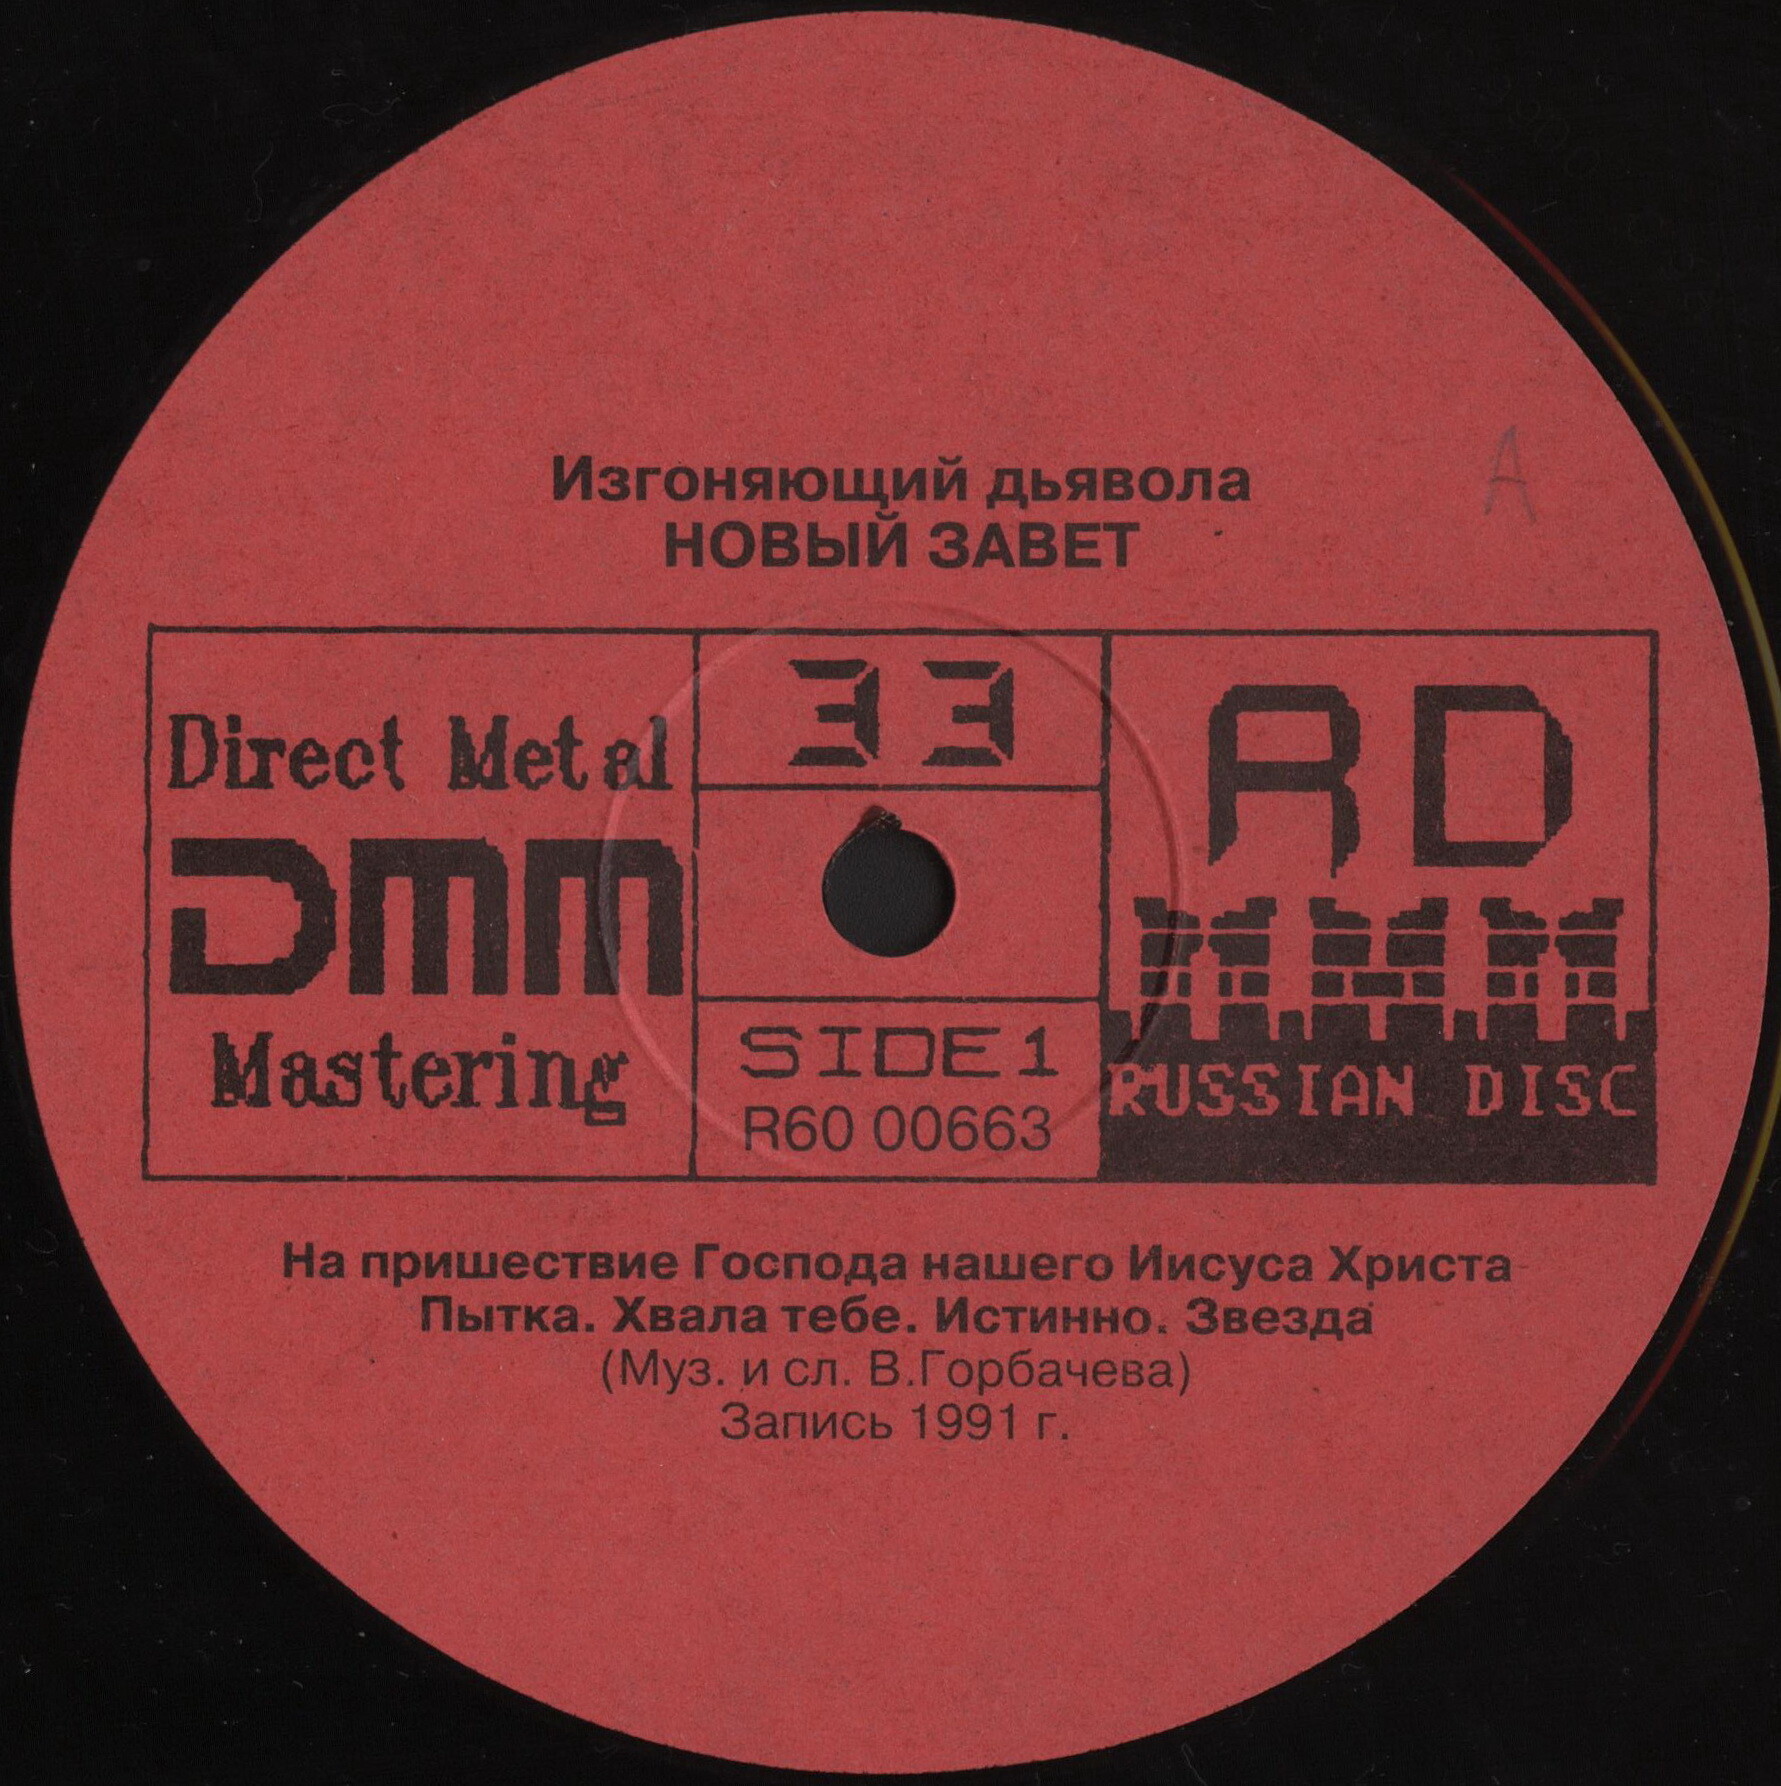 Изгоняющий дьявола
НОВЫЙ ЗАВЕТ
A
Direct Metal
DMM
Mastering
33
SIDE 1
R60 00663
RD
RUSSIAN DISC
На пришествие Господа нашего Иисуса Христа
Пытка. Хвала тебе. Истинно. Звезда
(Муз. и сл. В.Горбачева)
Запись 1991 г.